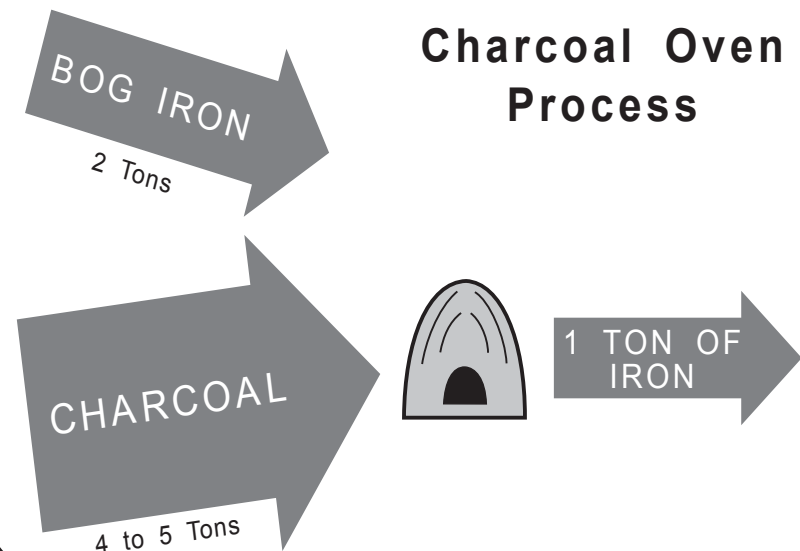 Charcoal Oven
Process
BOG IRON
2 Tons
CHARCOAL
4 to 5 Tons
1 TON OF
IRON